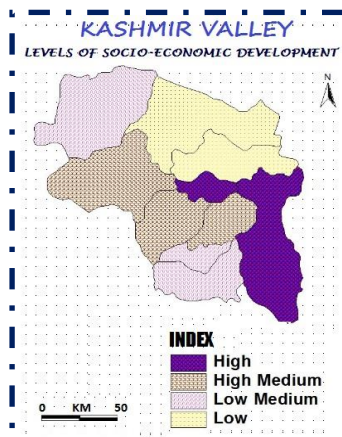 KASHMIR VALLEY
LEVELS OF SOCIO-ECONOMIC DEVELOPMENT
N
INDEX
High
High Medium
Low Medium
Low
0 KM 50